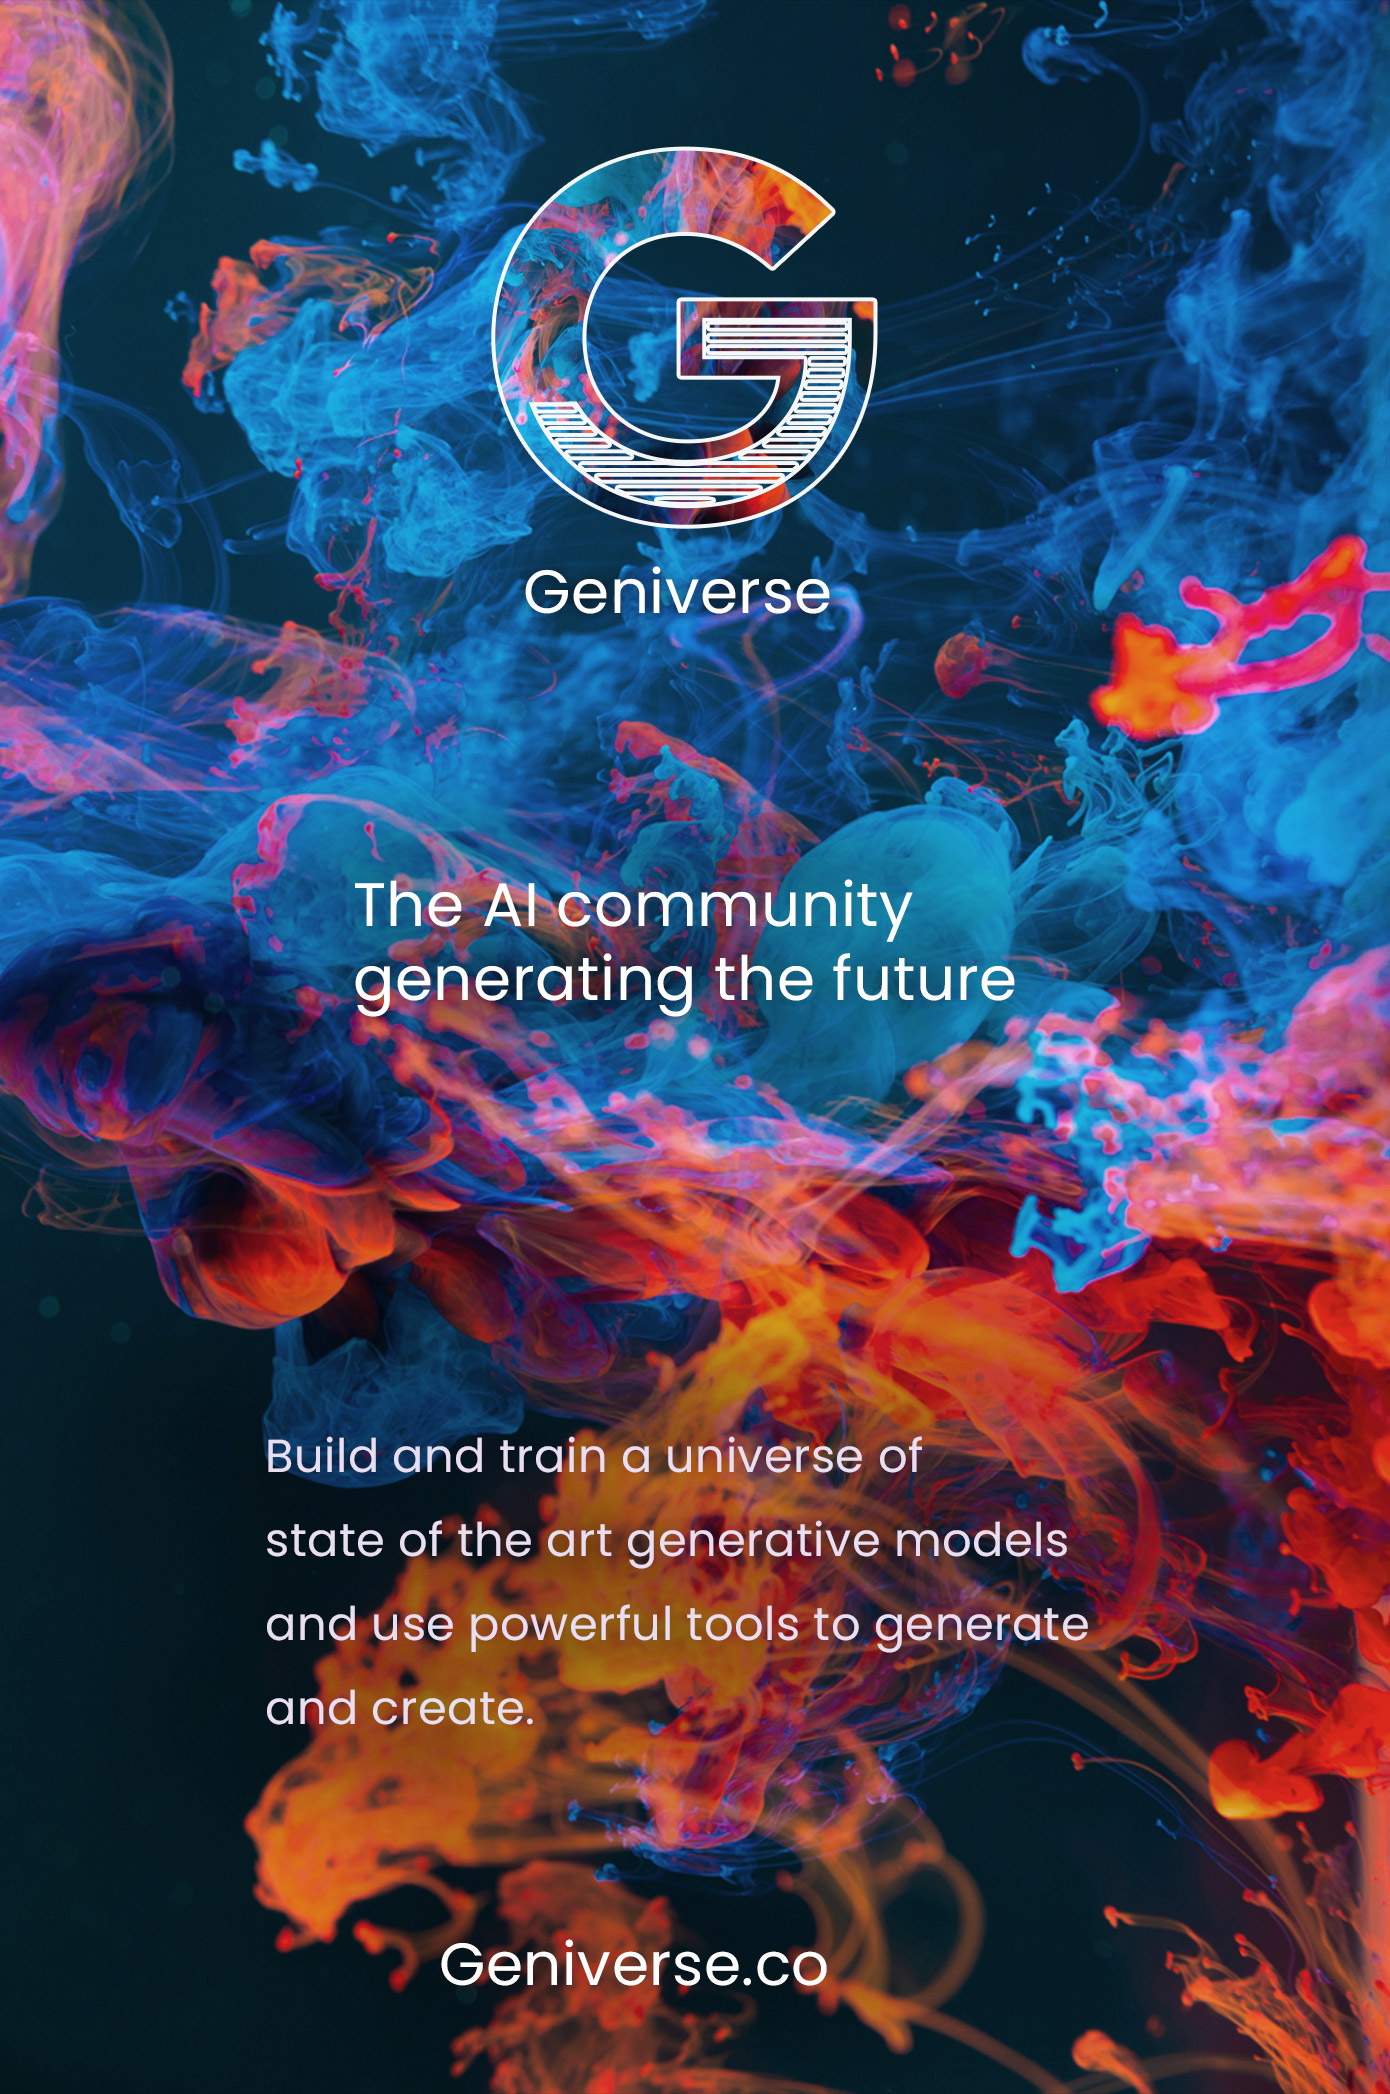 G
Geniverse
The AI community
generating the future
Build and train a universe of
state of the art generative models
and use powerful tools to generate
and create.
Geniverse.co